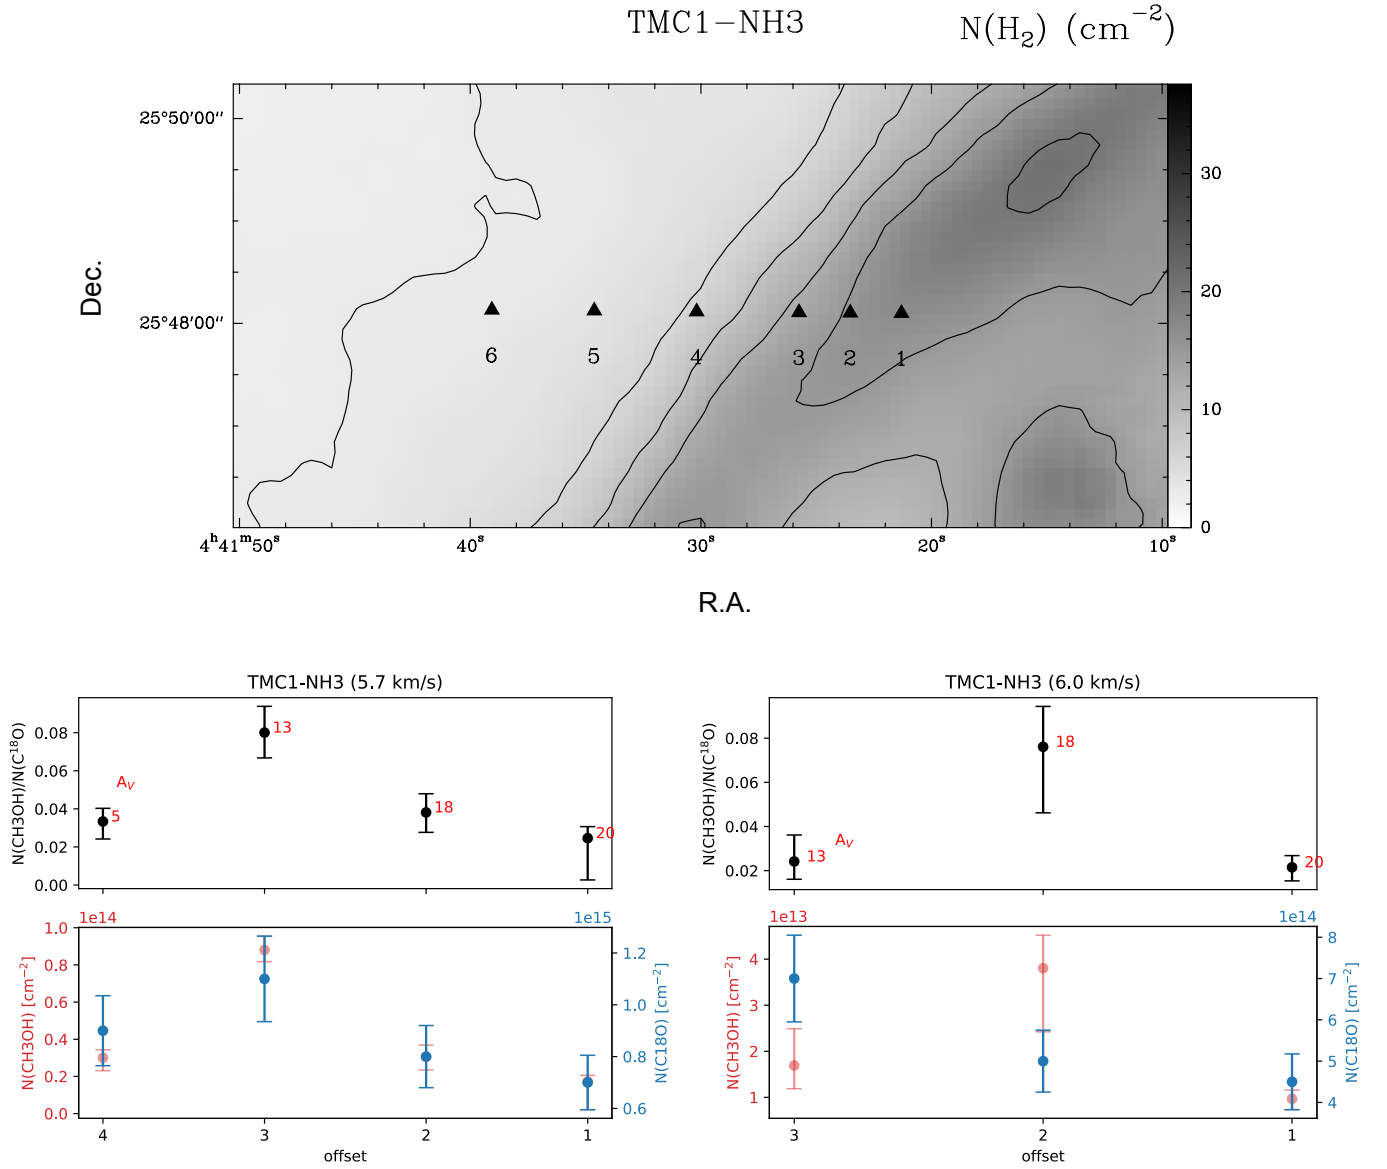 TMC1-NH3 N(H2) (cm−2)
25°50′00″
25°48′00″
Dec.
6 5 4 3 2 1
30
20
10
0
4h41m50s 40s 30s 20s 10s
R.A.
TMC1-NH3 (5.7 km/s)
N(CH3OH)/N(C18O)
0.08
0.06
0.04
0.02
0.00
AV
5
13
18
20
1e14 1e15
N(CH3OH) [cm−2]
1.0
0.8
0.6
0.4
0.2
0.0
1.2
1.0
0.8
0.6
N(C18O) [cm−2]
4 3 2 1
offset
TMC1-NH3 (6.0 km/s)
N(CH3OH)/N(C18O)
0.08
0.06
0.04
0.02
13
AV
18
20
1e13 1e14
N(CH3OH) [cm−2]
4
3
2
1
8
7
6
5
4
N(C18O) [cm−2]
3 2 1
offset